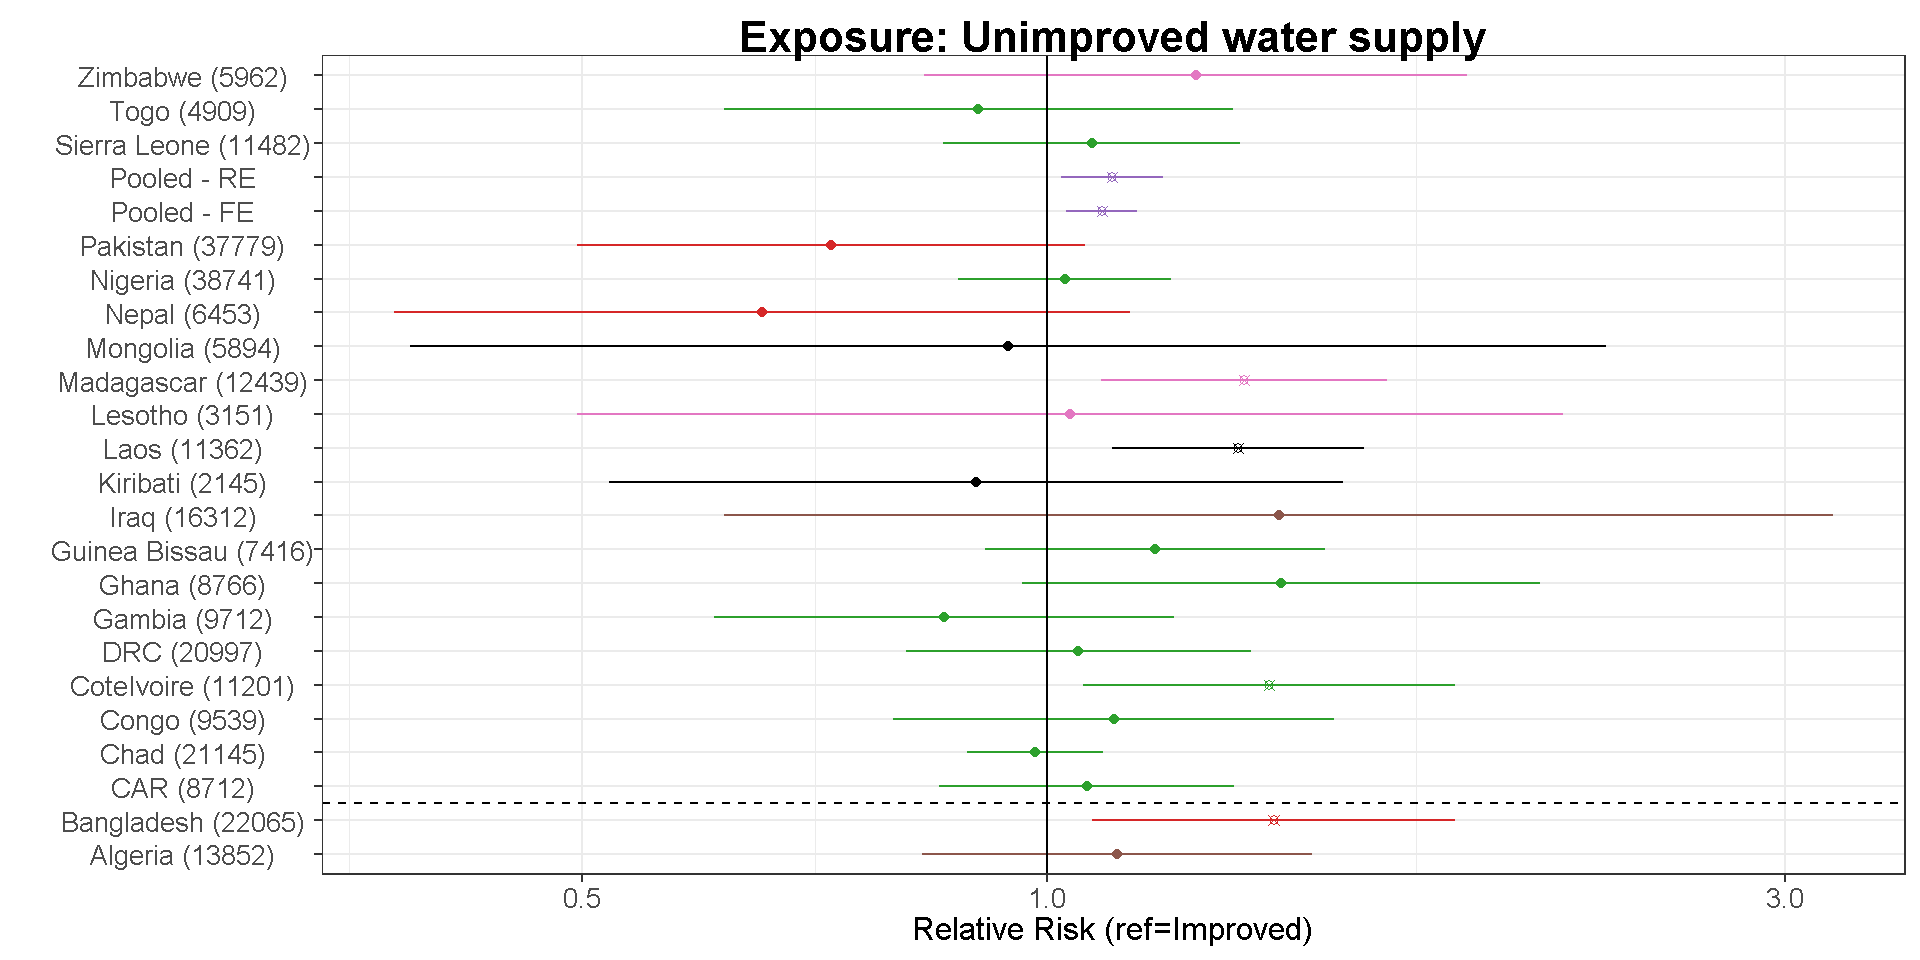 Exposure: Unimproved water supply
Zimbabwe (5962)
Togo (4909)
Sierra Leone (11482)
Pooled - RE
Pooled - FE
Pakistan (37779)
Nigeria (38741)
Nepal (6453)
Mongolia (5894)
Madagascar (12439)
Lesotho (3151)
Laos (11362)
Kiribati (2145)
Iraq (16312)
Guinea Bissau (7416)
Ghana (8766)
Gambia (9712)
DRC (20997)
CoteIvoire (11201)
Congo (9539)
Chad (21145)
CAR (8712)
Bangladesh (22065)
Algeria (13852)
0.5 1.0 3.0
Relative Risk (ref=Improved)